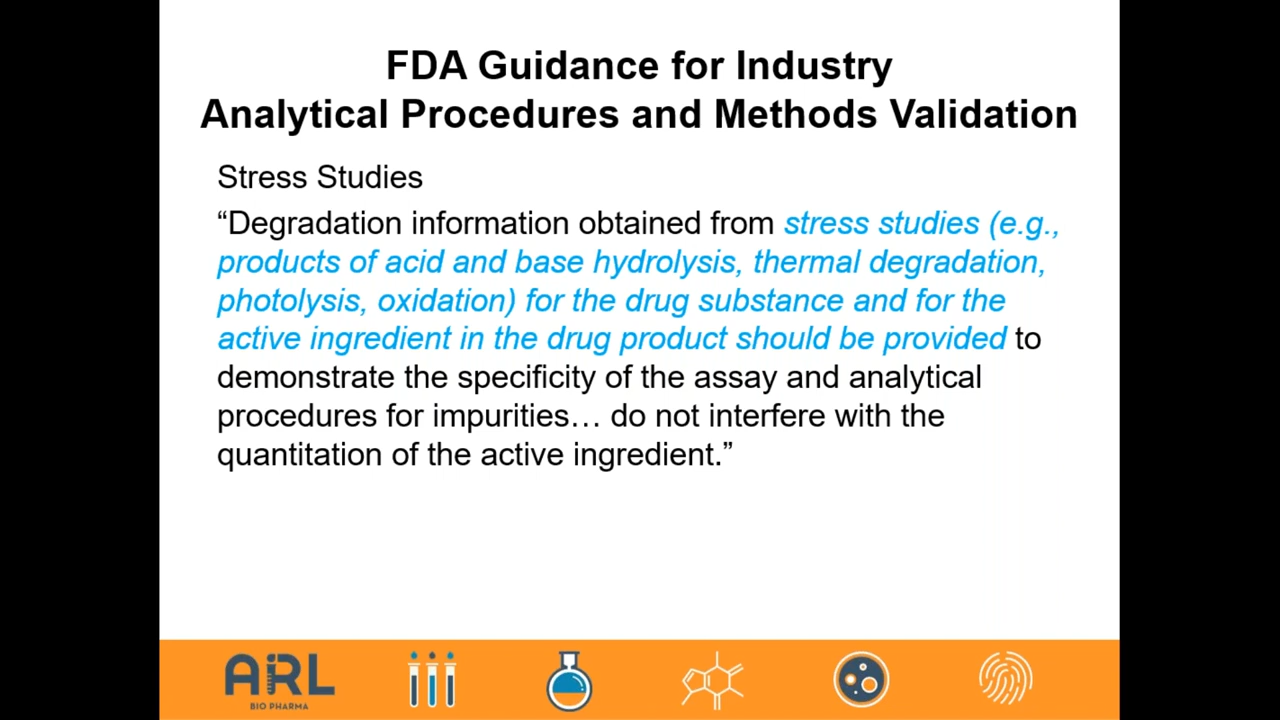 FDA Guidance for Industry
Analytical Procedures and Methods Validation
Stress Studies
“Degradation information obtained from stress studies (e.g.,
products of acid and base hydrolysis, thermal degradation,
photolysis, oxidation) for the drug substance and for the
active ingredient in the drug product should be provided to
demonstrate the specificity of the assay and analytical
procedures for impurities… do not interfere with the
quantitation of the active ingredient.”
ARL
BIO PHARMA